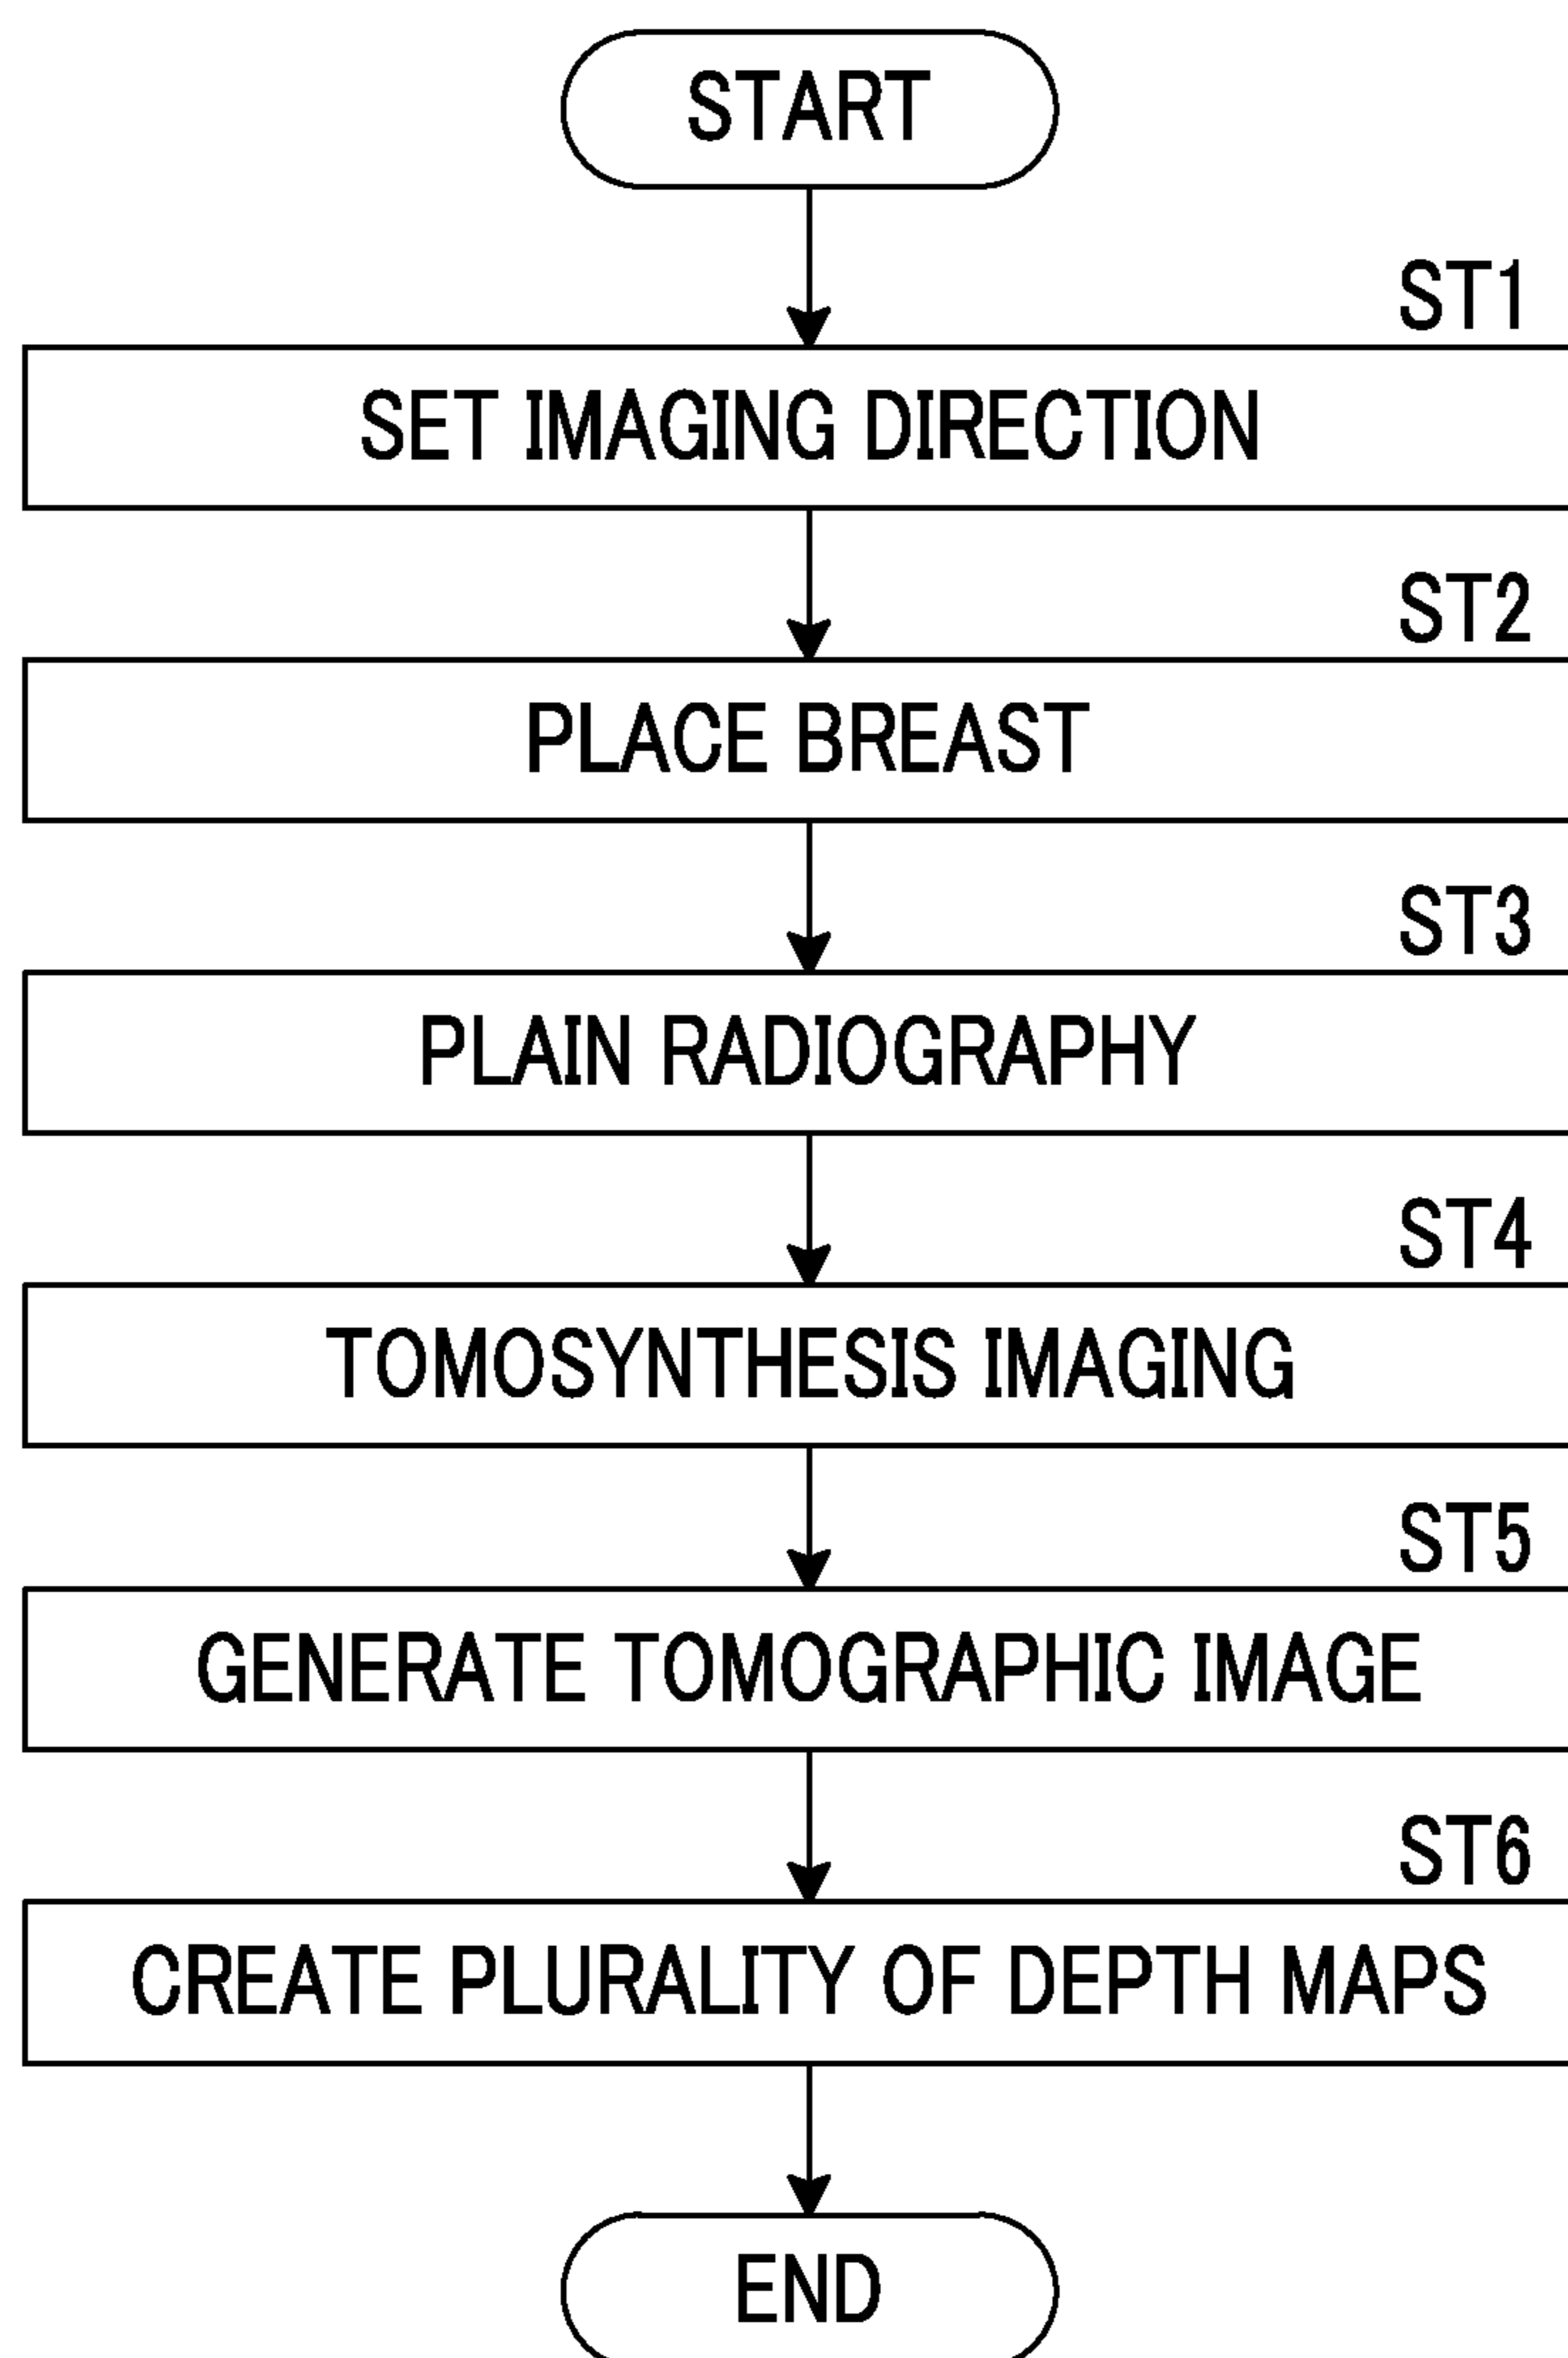 START
ST1
SET IMAGING DIRECTION
ST2
PLACE BREAST
ST3
PLAIN RADIOGRAPHY
ST4
TOMOSYNTHESIS IMAGING
ST5
GENERATE TOMOGRAPHIC IMAGE
ST6
CREATE PLURALITY OF DEPTH MAPS
END